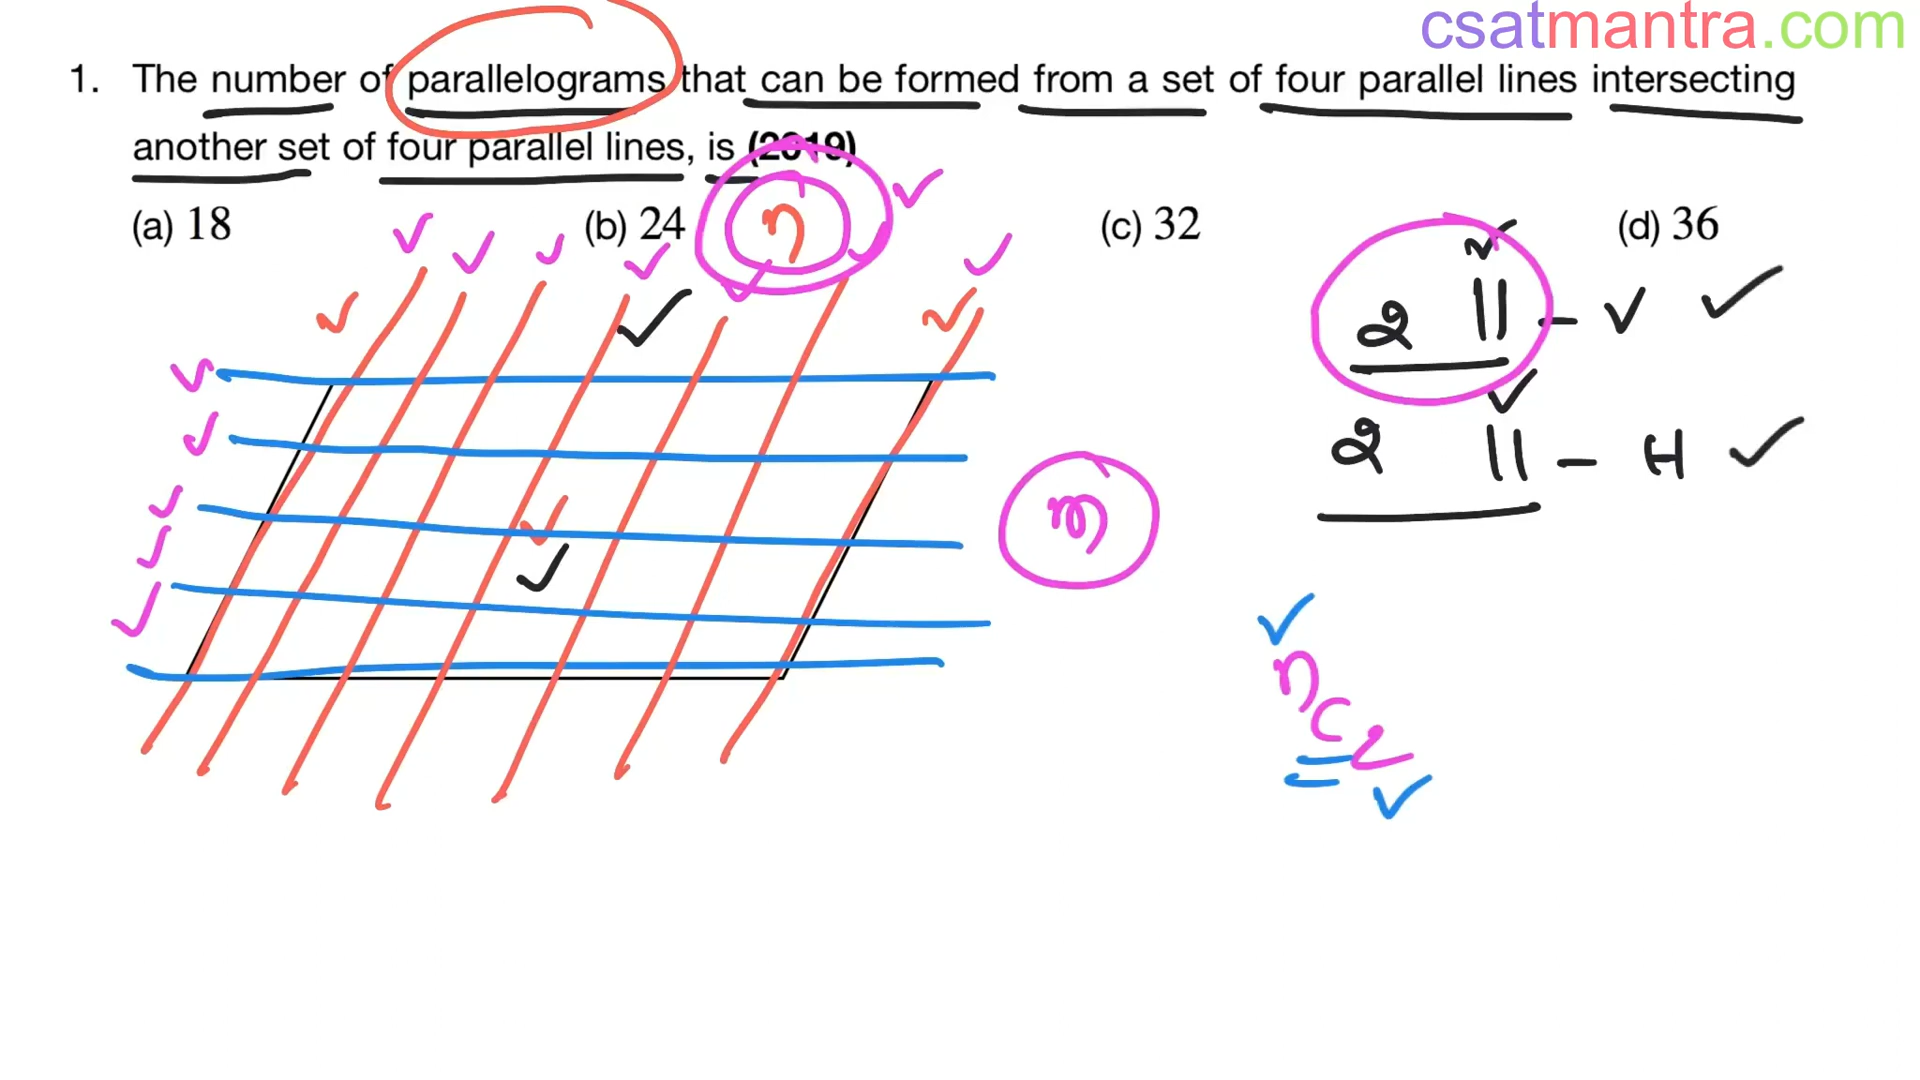 csatmantra.com
1. The number of parallelograms that can be formed from a set of four parallel lines intersecting
another set of four parallel lines, is (2019)
(a) 18 (b) 24 (c) 32 (d) 36
n
2 || - V
2 || - H
m
nC2